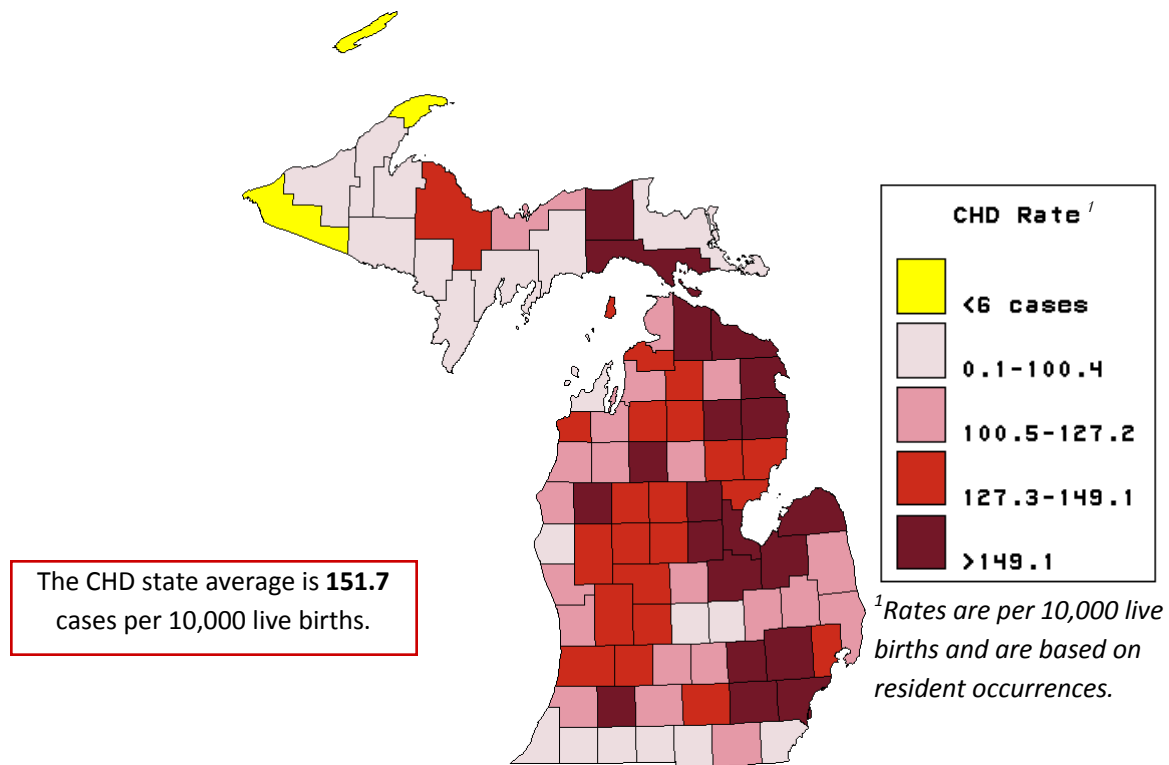 CHD Rate ¹
<6 cases
0.1-100.4
100.5-127.2
127.3-149.1
>149.1
The CHD state average is 151.7
cases per 10,000 live births.
¹Rates are per 10,000 live
births and are based on
resident occurrences.